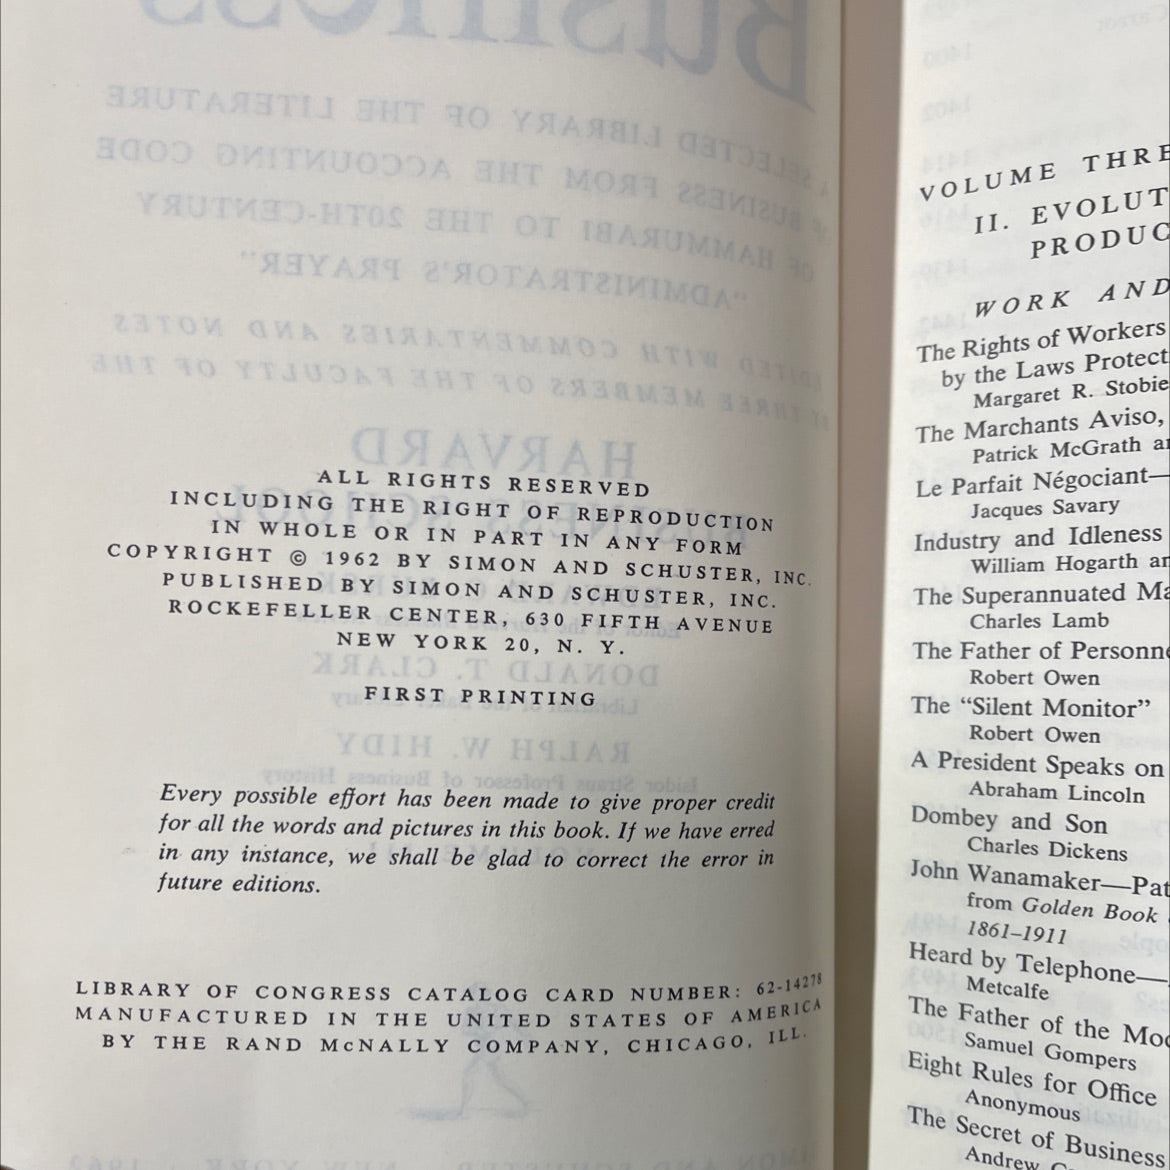 ALL RIGHTS RESERVED
INCLUDING THE RIGHT OF REPRODUCTION
IN WHOLE OR IN PART IN ANY FORM
COPYRIGHT © 1962 BY SIMON AND SCHUSTER, INC.
PUBLISHED BY SIMON AND SCHUSTER, INC.
ROCKEFELLER CENTER, 630 FIFTH AVENUE
NEW YORK 20, N. Y.
FIRST PRINTING
Every possible effort has been made to give proper credit
for all the words and pictures in this book. If we have erred
in any instance, we shall be glad to correct the error in
future editions.
LIBRARY OF CONGRESS CATALOG CARD NUMBER: 62-14278
MANUFACTURED IN THE UNITED STATES OF AMERICA
BY THE RAND McNALLY COMPANY, CHICAGO, ILL.
VOLUME THRE
II. EVOLUT
PRODUC
WORK AND
The Rights of Workers
by the Laws Protect
Margaret R. Stobie
The Marchants Aviso,
Patrick McGrath
Le Parfait Négociant—
Jacques Savary
Industry and Idleness
William Hogarth
The Superannuated Ma
Charles Lamb
The Father of Personne
Robert Owen
The “Silent Monitor”
Robert Owen
A President Speaks on
Abraham Lincoln
Dombey and Son
Charles Dickens
John Wanamaker—Pat
from Golden Book
1861–1911
Heard by Telephone—
Metcalfe
The Father of the Mod
Samuel Gompers
Eight Rules for Office
Anonymous
The Secret of Business
Andrew